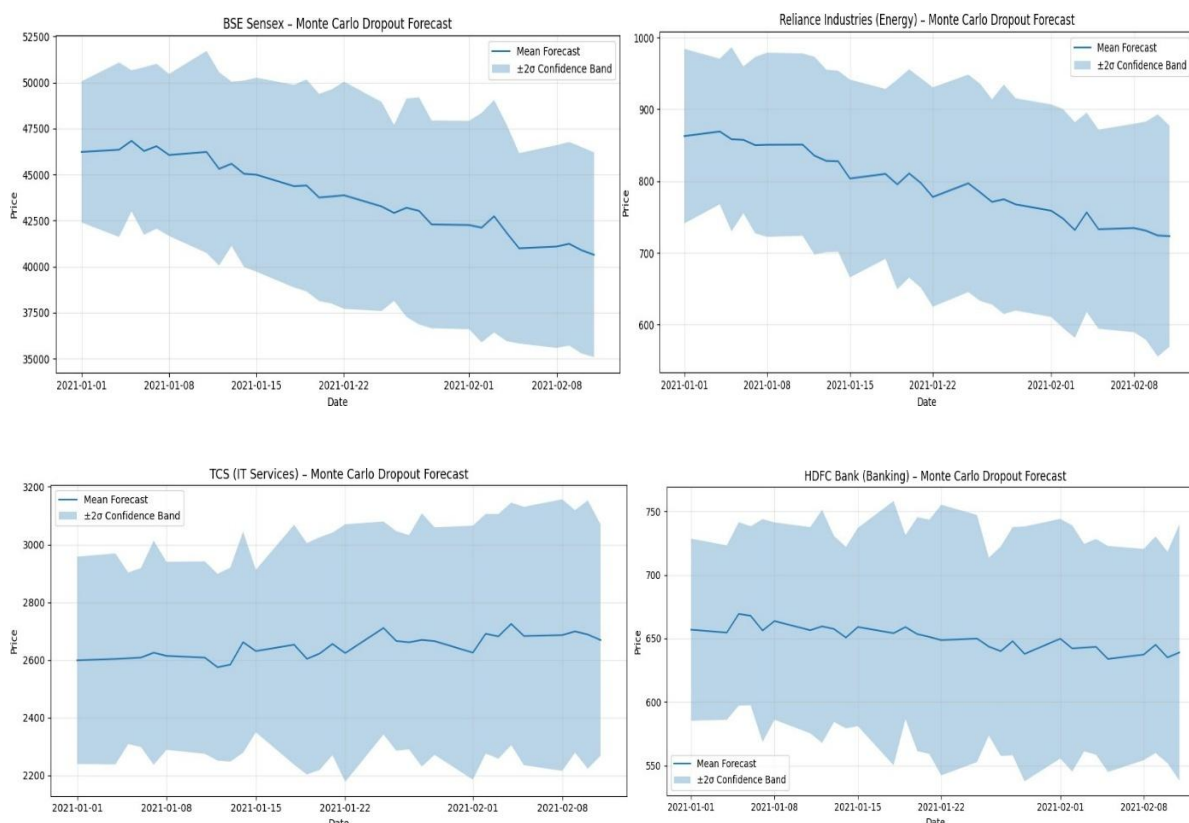 BSE Sensex – Monte Carlo Dropout Forecast
52500
50000
47500
45000
42500
40000
37500
35000
Price
Mean Forecast
±2σ Confidence Band
2021-01-01
2021-01-08
2021-01-15
2021-01-22
2021-02-01
2021-02-08
Date
Reliance Industries (Energy) – Monte Carlo Dropout Forecast
1000
900
800
700
600
Price
Mean Forecast
±2σ Confidence Band
2021-01-01
2021-01-08
2021-01-15
2021-01-22
2021-02-01
2021-02-08
Date
TCS (IT Services) – Monte Carlo Dropout Forecast
3200
3000
2800
2600
2400
2200
Price
Mean Forecast
±2σ Confidence Band
2021-01-01
2021-01-08
2021-01-15
2021-01-22
2021-02-01
2021-02-08
Date
HDFC Bank (Banking) – Monte Carlo Dropout Forecast
750
700
650
600
550
Price
Mean Forecast
±2σ Confidence Band
2021-01-01
2021-01-08
2021-01-15
2021-01-22
2021-02-01
2021-02-08
Date